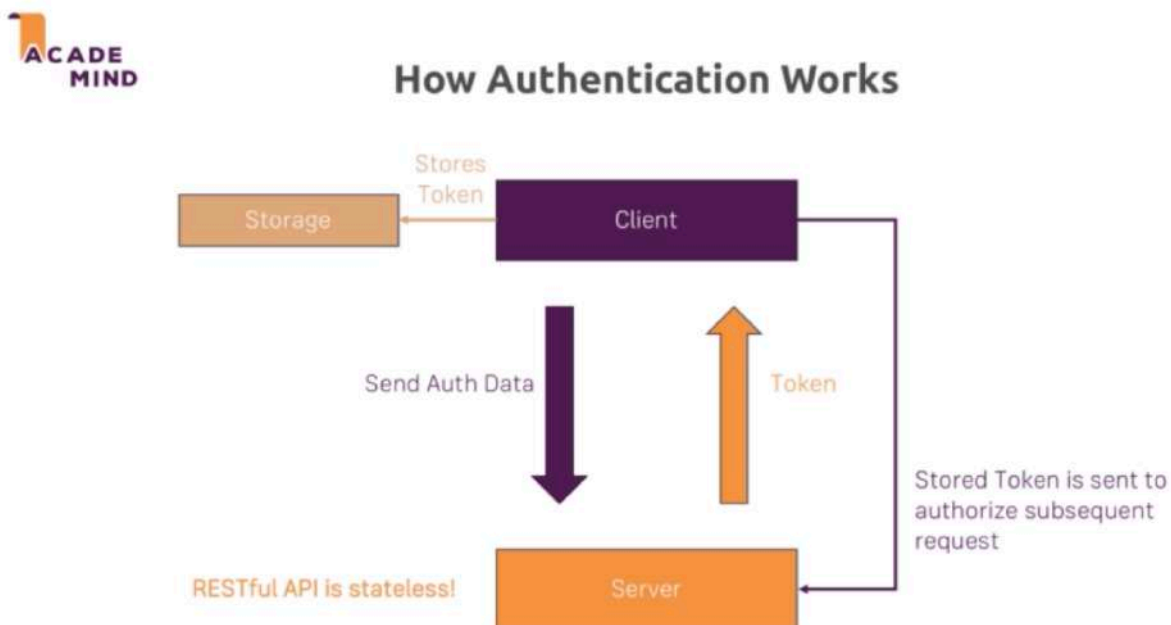 ACADE
MIND
How Authentication Works
Stores
Token
Storage
Client
Send Auth Data
Token
Stored Token is sent to
authorize subsequent
request
RESTful API is stateless!
Server